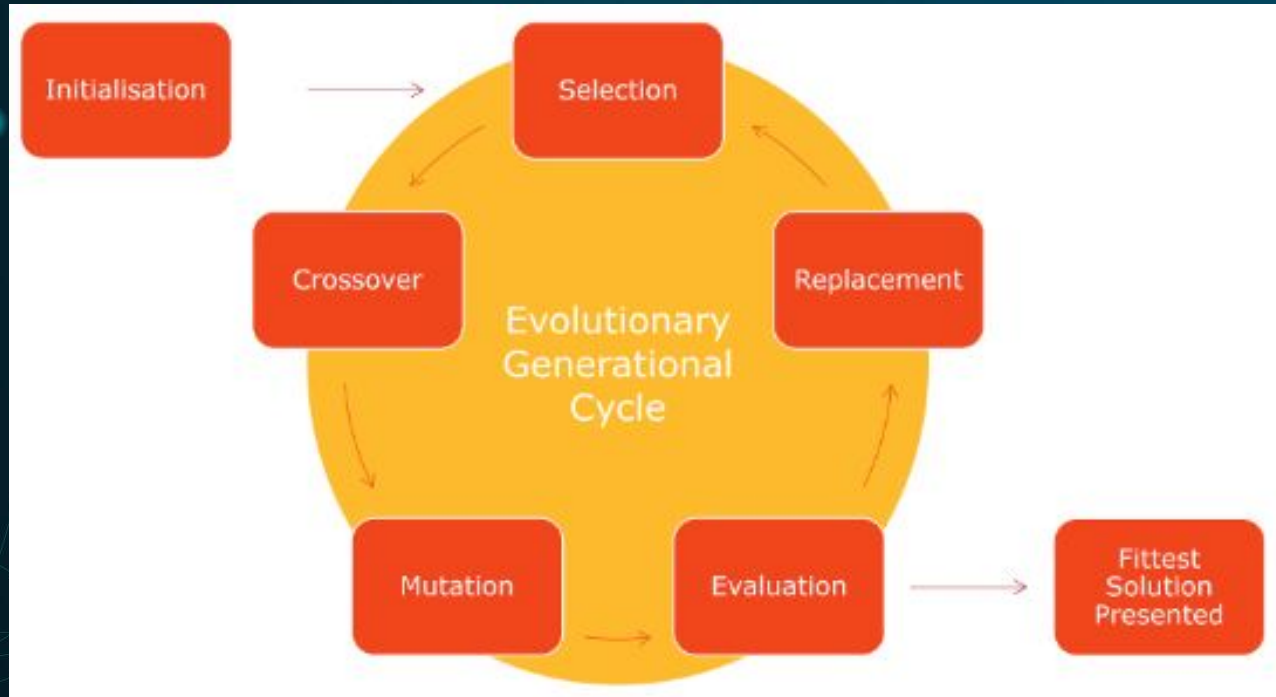 Initialisation
Selection
Crossover
Replacement
Evolutionary
Generational
Cycle
Mutation
Evaluation
Fittest
Solution
Presented